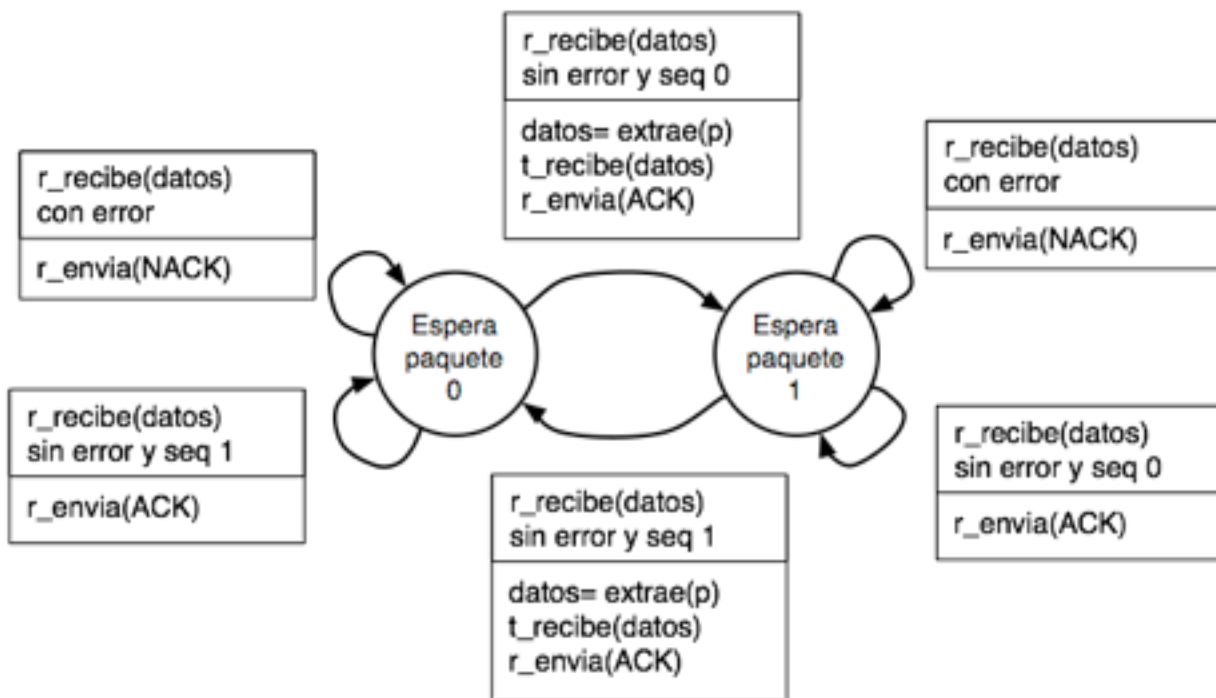 r_recibe(datos)
sin error y seq 0
datos= extrae(p)
t_recibe(datos)
r_envia(ACK)
r_recibe(datos)
con error
r_envia(NACK)
r_recibe(datos)
con error
r_envia(NACK)
Espera
paquete
0
Espera
paquete
1
r_recibe(datos)
sin error y seq 1
r_envia(ACK)
r_recibe(datos)
sin error y seq 0
r_envia(ACK)
r_recibe(datos)
sin error y seq 1
datos= extrae(p)
t_recibe(datos)
r_envia(ACK)